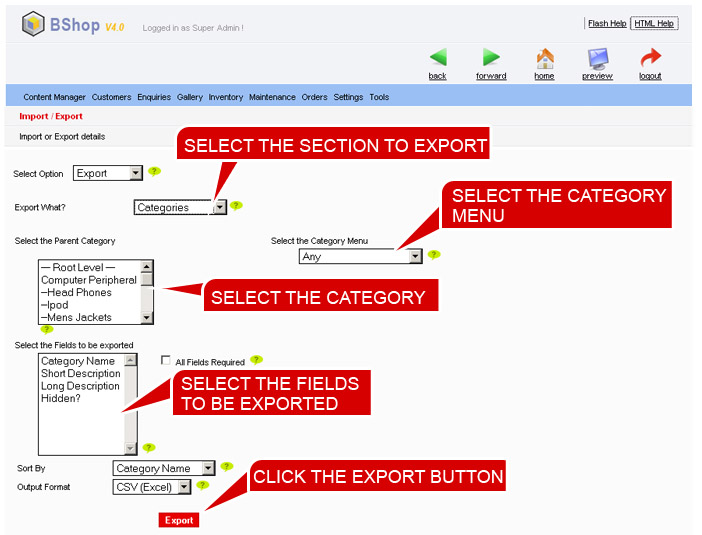 BShop V4.0
Logged in as Super Admin !
Flash Help HTML Help
back forward home preview logout
Content Manager Customers Enquiries Gallery Inventory Maintenance Orders Settings Tools
Import / Export
Import or Export details
SELECT THE SECTION TO EXPORT
Select Option Export ?
Export What? Categories ?
SELECT THE CATEGORY
MENU
Select the Parent Category
Select the Category Menu
Any ?
— Root Level —
Computer Peripheral
–Head Phones
–Ipod
–Mens Jackets
?
SELECT THE CATEGORY
Select the Fields to be exported
Category Name
Short Description
Long Description
Hidden?
?
All Fields Required ?
SELECT THE FIELDS
TO BE EXPORTED
Sort By Category Name ?
Output Format CSV (Excel) ?
CLICK THE EXPORT BUTTON
Export